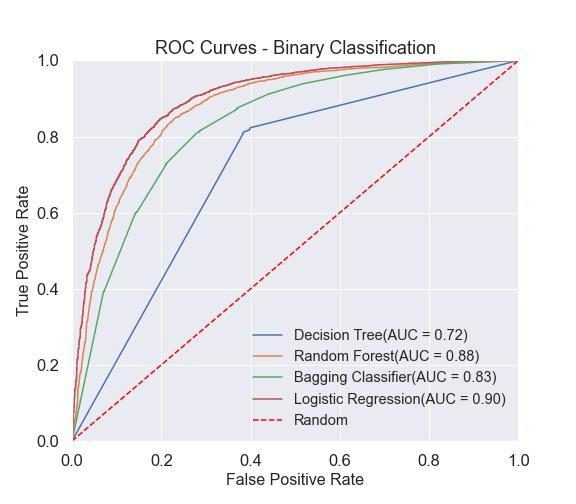 ROC Curves - Binary Classification
1.0
0.8
0.6
0.4
0.2
0.0
True Positive Rate
Decision Tree(AUC = 0.72)
Random Forest(AUC = 0.88)
Bagging Classifier(AUC = 0.83)
Logistic Regression(AUC = 0.90)
Random
0.0 0.2 0.4 0.6 0.8 1.0
False Positive Rate